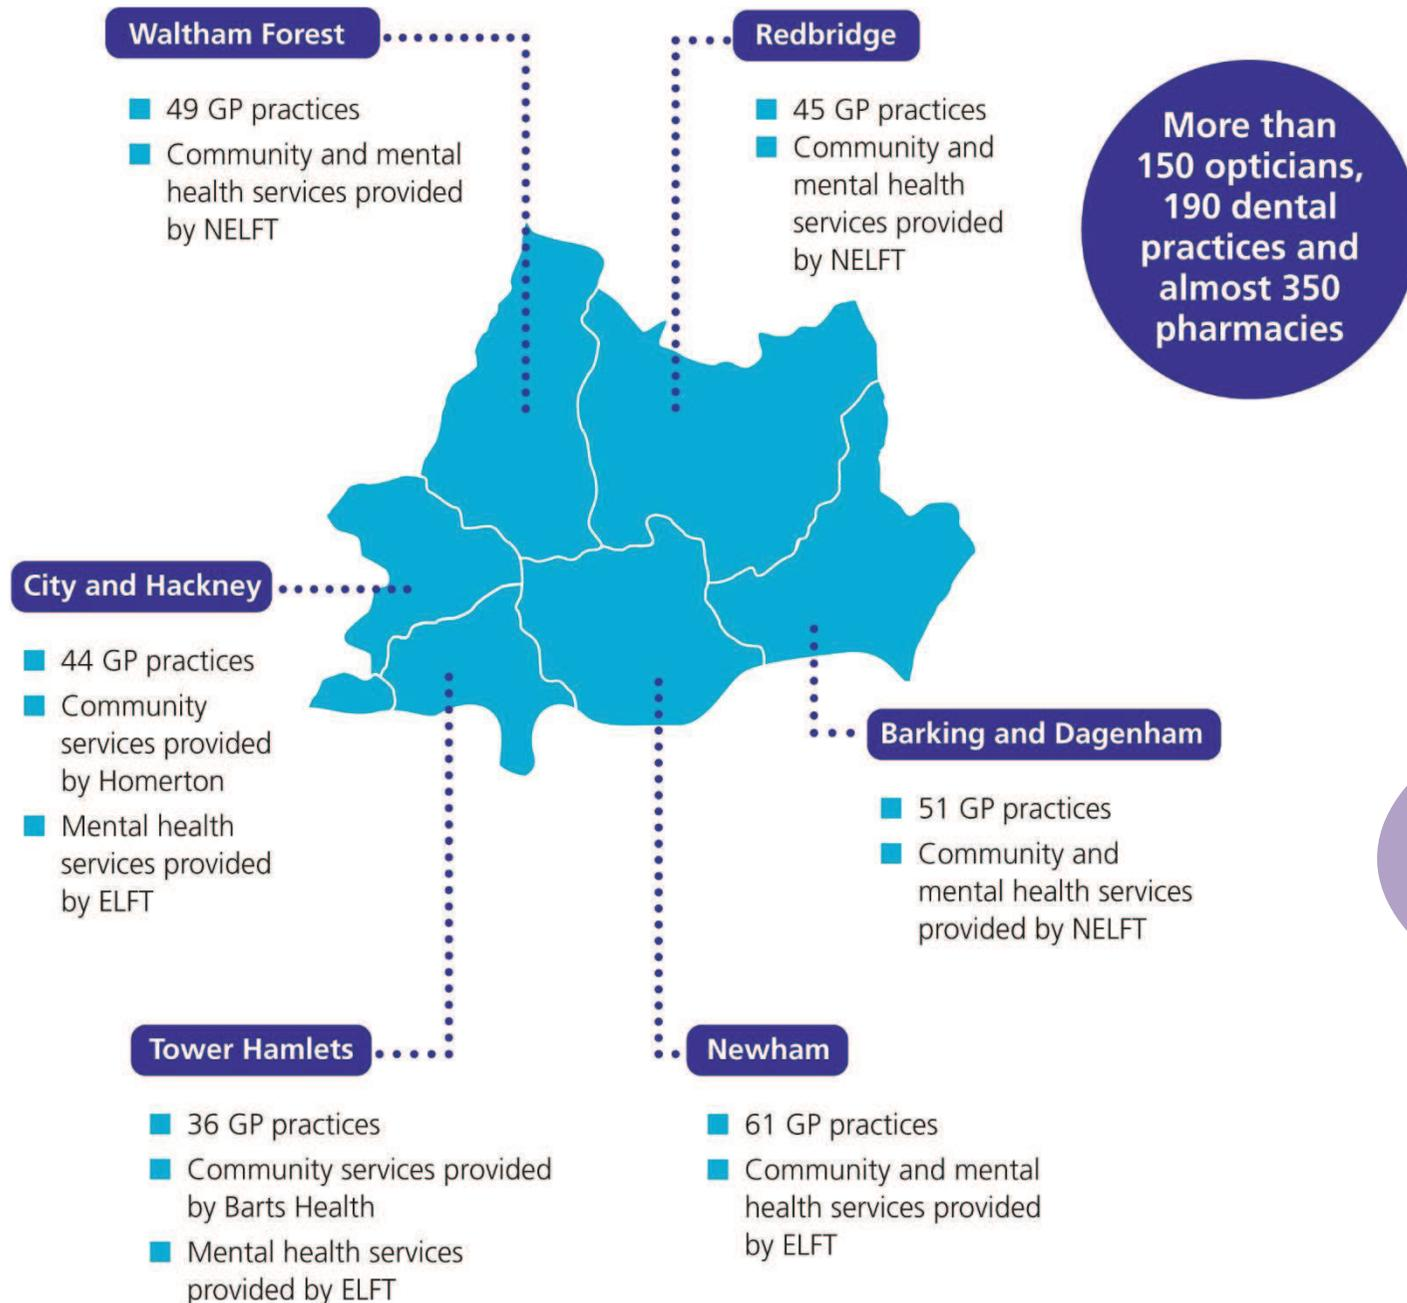 Waltham Forest
49 GP practices
Community and mental
health services provided
by NELFT
Redbridge
45 GP practices
Community and
mental health
services provided
by NELFT
More than
150 opticians,
190 dental
practices and
almost 350
pharmacies
City and Hackney
44 GP practices
Community
services provided
by Homerton
Mental health
services provided
by ELFT
Barking and Dagenham
51 GP practices
Community and
mental health services
provided by NELFT
Tower Hamlets
36 GP practices
Community services provided
by Barts Health
Mental health services
provided by ELFT
Newham
61 GP practices
Community and mental
health services provided
by ELFT